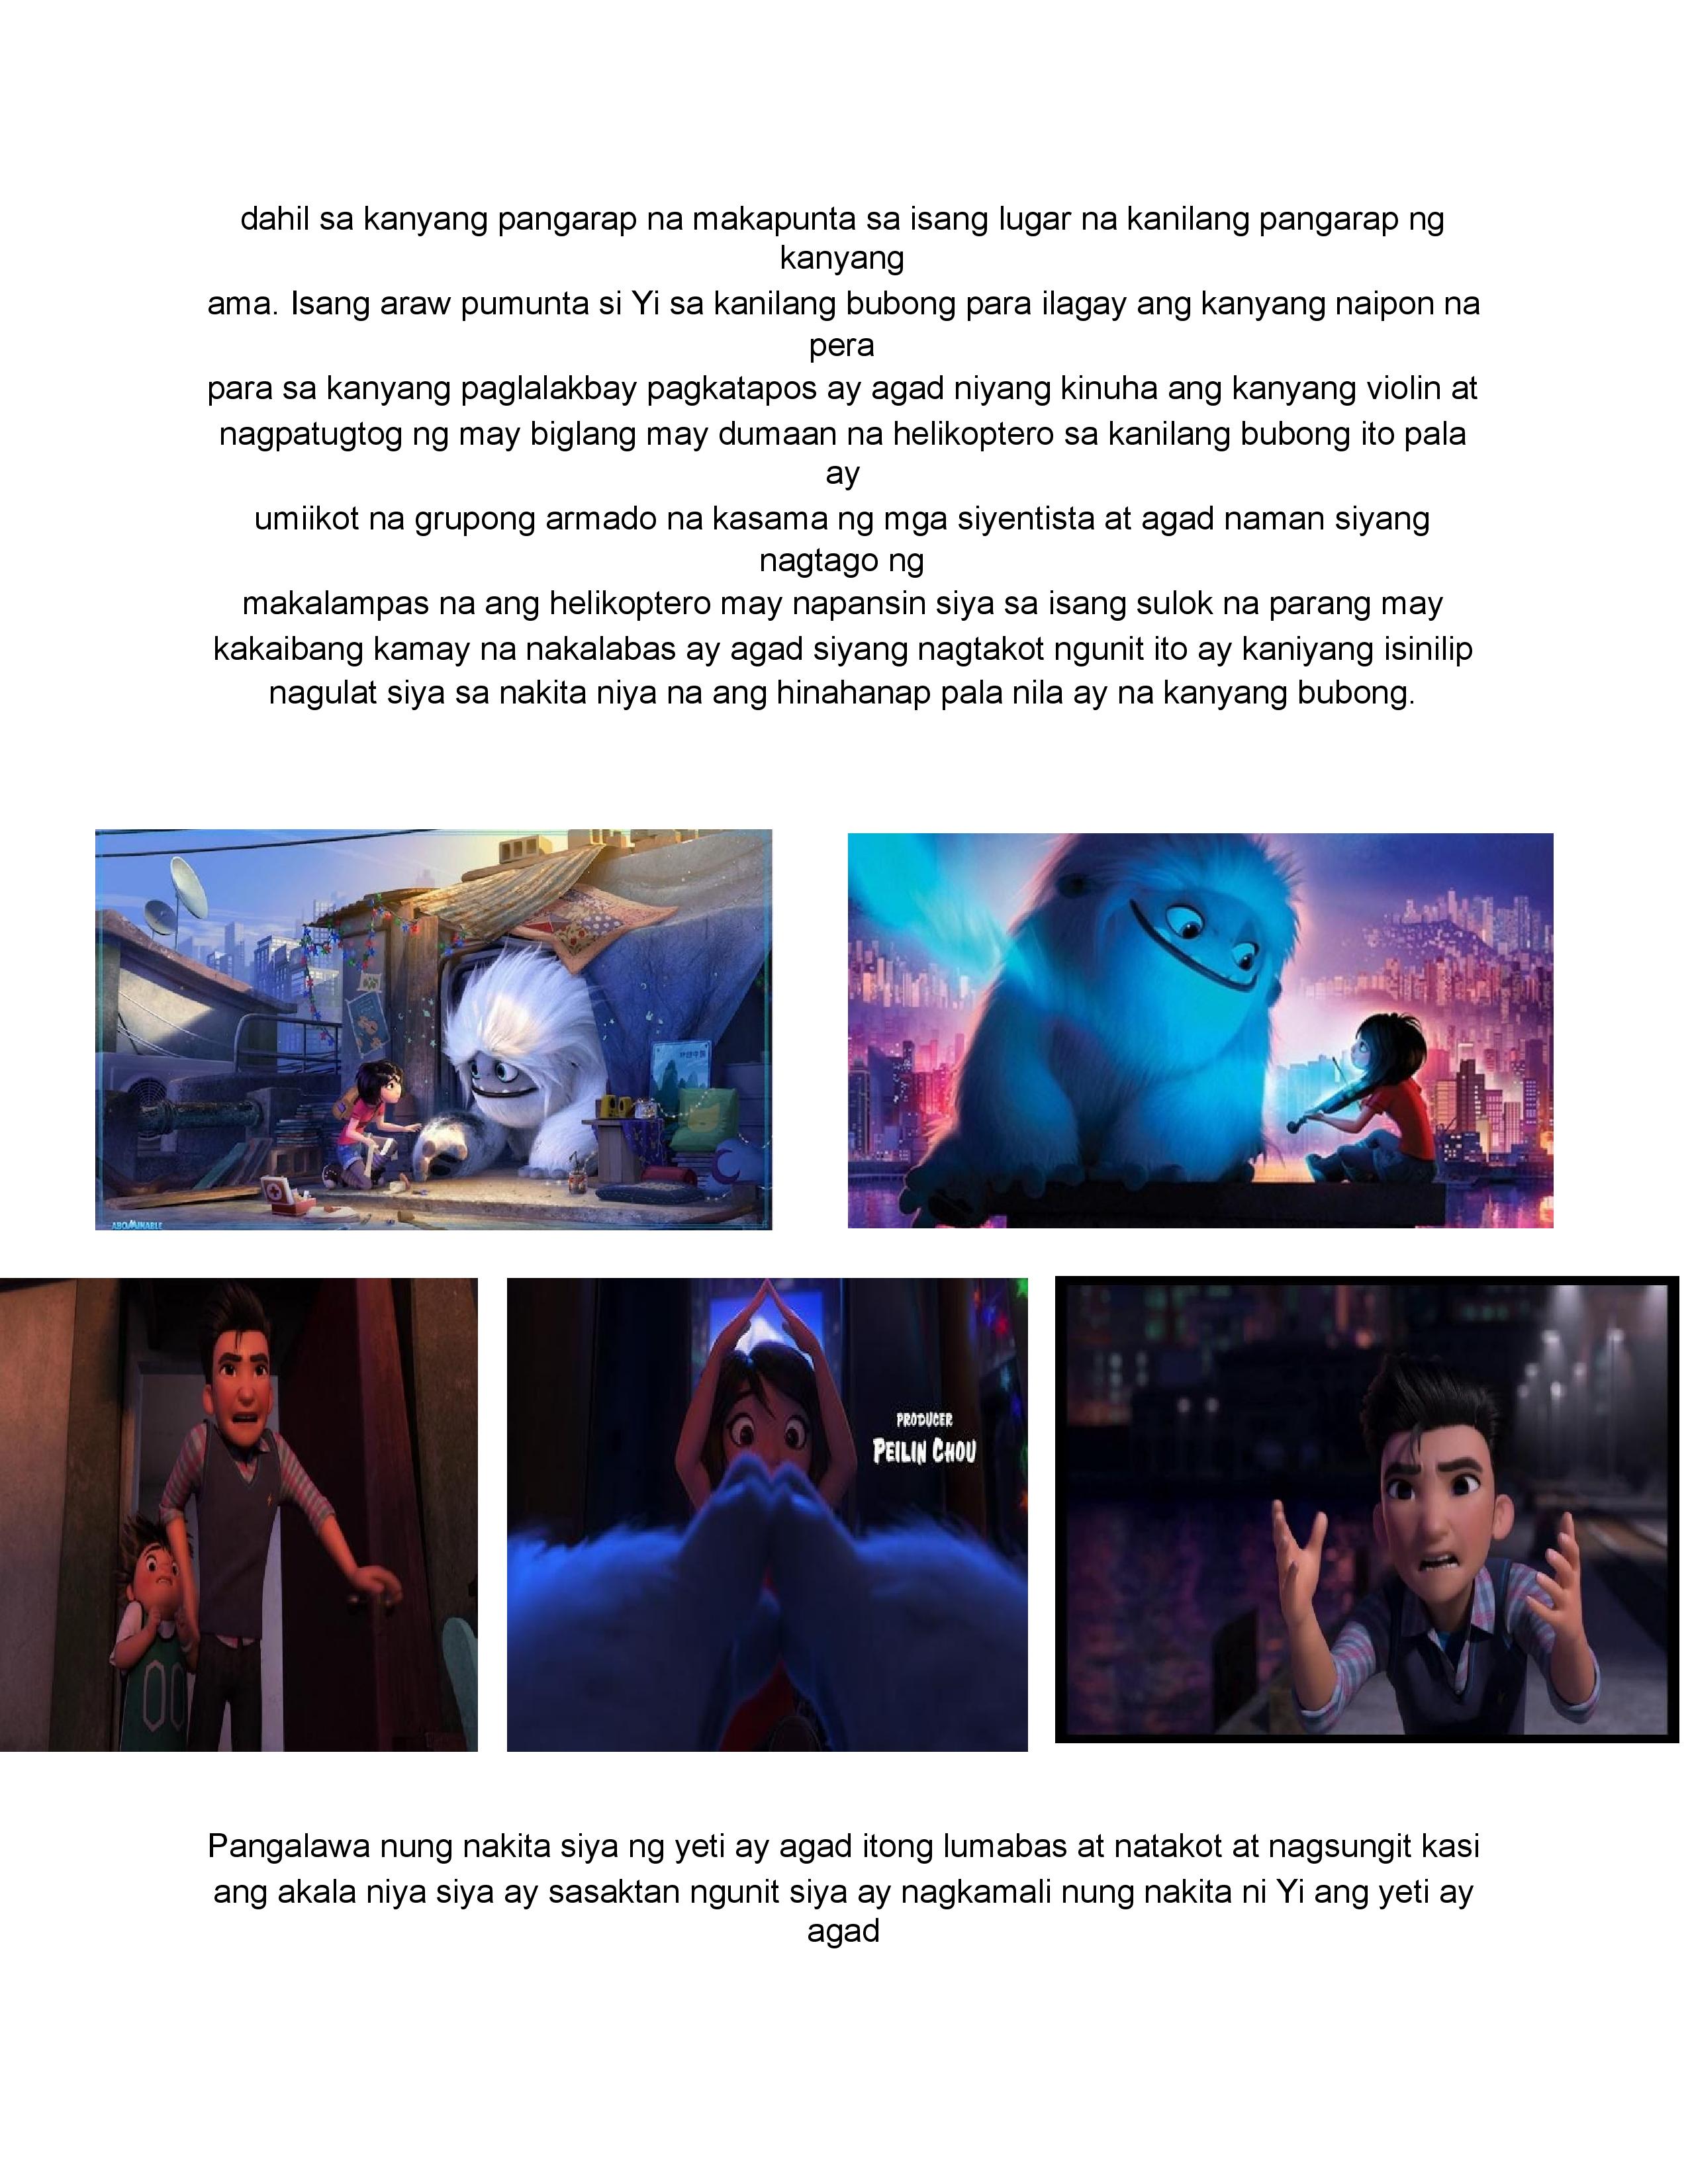 dahil sa kanyang pangarap na makapunta sa isang lugar na kanilang pangarap ng
kanyang
ama. Isang araw pumunta si Yi sa kanilang bubong para ilagay ang kanyang naipon na
pera
para sa kanyang paglalakbay pagkatapos ay agad niyang kinuha ang kanyang violin at
nagpatugtog ng may biglang may dumaan na helikoptero sa kanilang bubong ito pala
ay
umiikot na grupong armado na kasama ng mga siyentista at agad naman siyang
nagtago ng
makalampas na ang helikoptero may napansin siya sa isang sulok na parang may
kakaibang kamay na nakalabas ay agad siyang nagtakot ngunit ito ay kaniyang isinilip
nagulat siya sa nakita niya na ang hinahanap pala nila ay na kanyang bubong.
ABOMINABLE
PRODUCER
PEILIN CHOU
00
Pangalawa nung nakita siya ng yeti ay agad itong lumabas at natakot at nagsungit kasi
ang akala niya siya ay sasaktan ngunit siya ay nagkamali nung nakita ni Yi ang yeti ay
agad